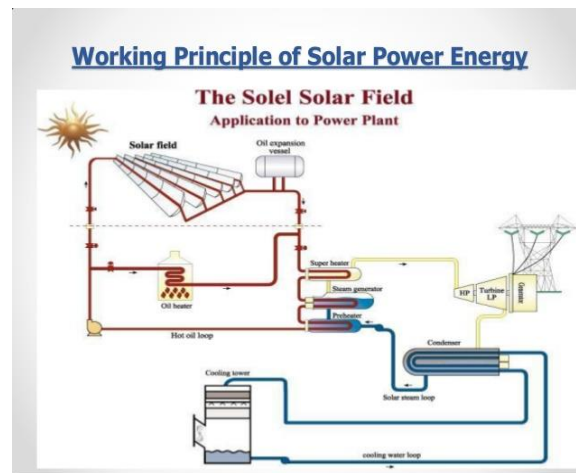 Working Principle of Solar Power Energy
The Solel Solar Field
Application to Power Plant
Solar field
Oil expansion
vessel
Super heater
Steam generator
Preheater
Oil heater
Hot oil loop
HP
Turbine
LP
Generate
Condenser
Cooling tower
Solar steam loop
cooling water loop